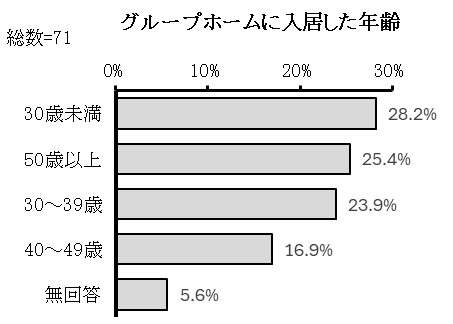 グループホームに入居した年齢
総数=71
0% 10% 20% 30%
30歳未満 28.2%
50歳以上 25.4%
30～39歳 23.9%
40～49歳 16.9%
無回答 5.6%